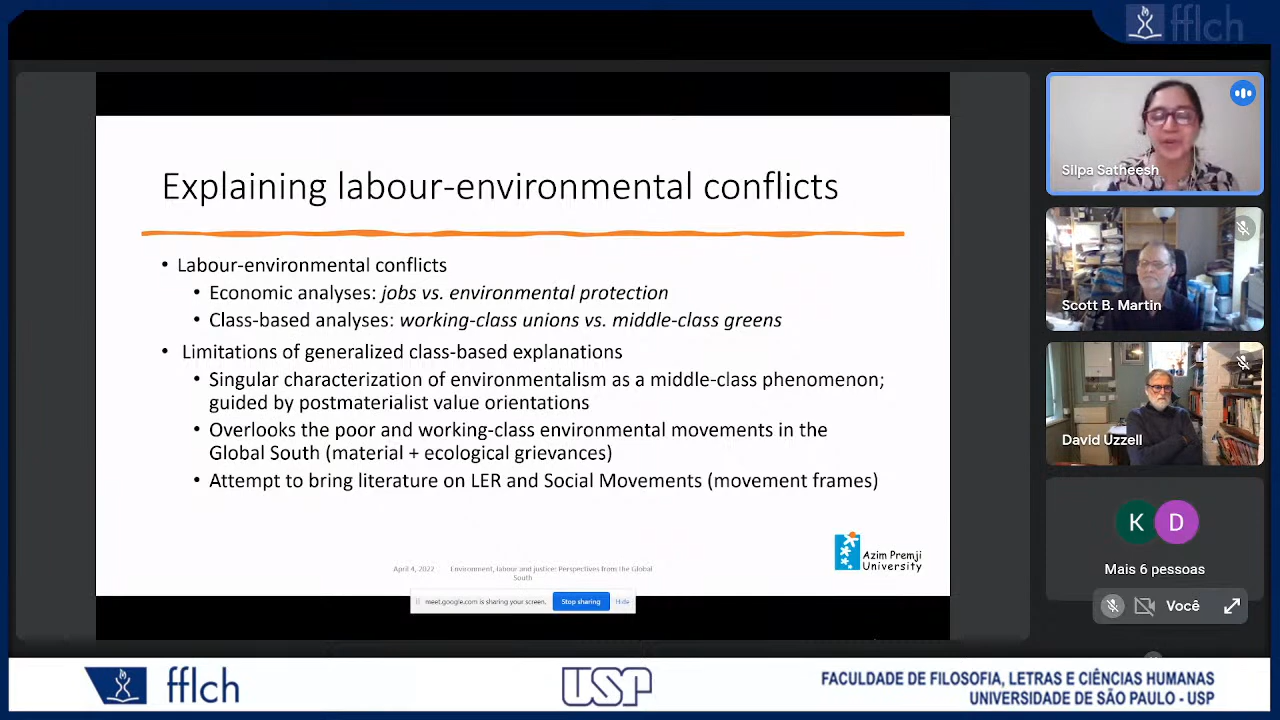 fflch
Explaining labour-environmental conflicts
• Labour-environmental conflicts
• Economic analyses: jobs vs. environmental protection
• Class-based analyses: working-class unions vs. middle-class greens
• Limitations of generalized class-based explanations
• Singular characterization of environmentalism as a middle-class phenomenon;
guided by postmaterialist value orientations
• Overlooks the poor and working-class environmental movements in the
Global South (material + ecological grievances)
• Attempt to bring literature on LER and Social Movements (movement frames)
Azim Premji
University
April 4, 2022
Environment, labour and justice: Perspectives from the Global
South
meet.google.com is sharing your screen.
Stop sharing
Hide
Silpa Satheesh
Scott B. Martin
David Uzzell
K
D
Mais 6 pessoas
Você
fflch
USP
FACULDADE DE FILOSOFIA, LETRAS E CIÊNCIAS HUMANAS
UNIVERSIDADE DE SÃO PAULO - USP